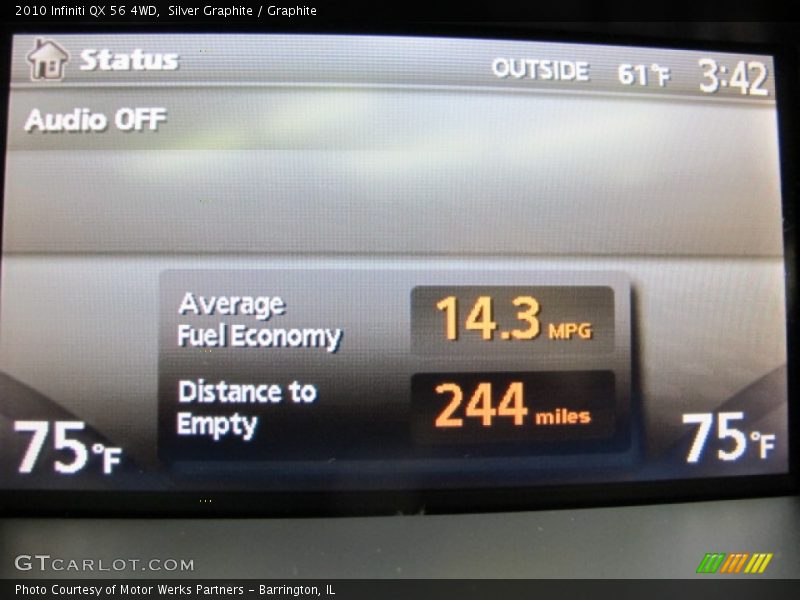 2010 Infiniti QX 56 4WD, Silver Graphite / Graphite
Status OUTSIDE 61°F 3:42
Audio OFF
Average
Fuel Economy
14.3 MPG
Distance to
Empty
244 miles
75°F 75°F
GTCARLOT.COM
Photo Courtesy of Motor Werks Partners - Barrington, IL